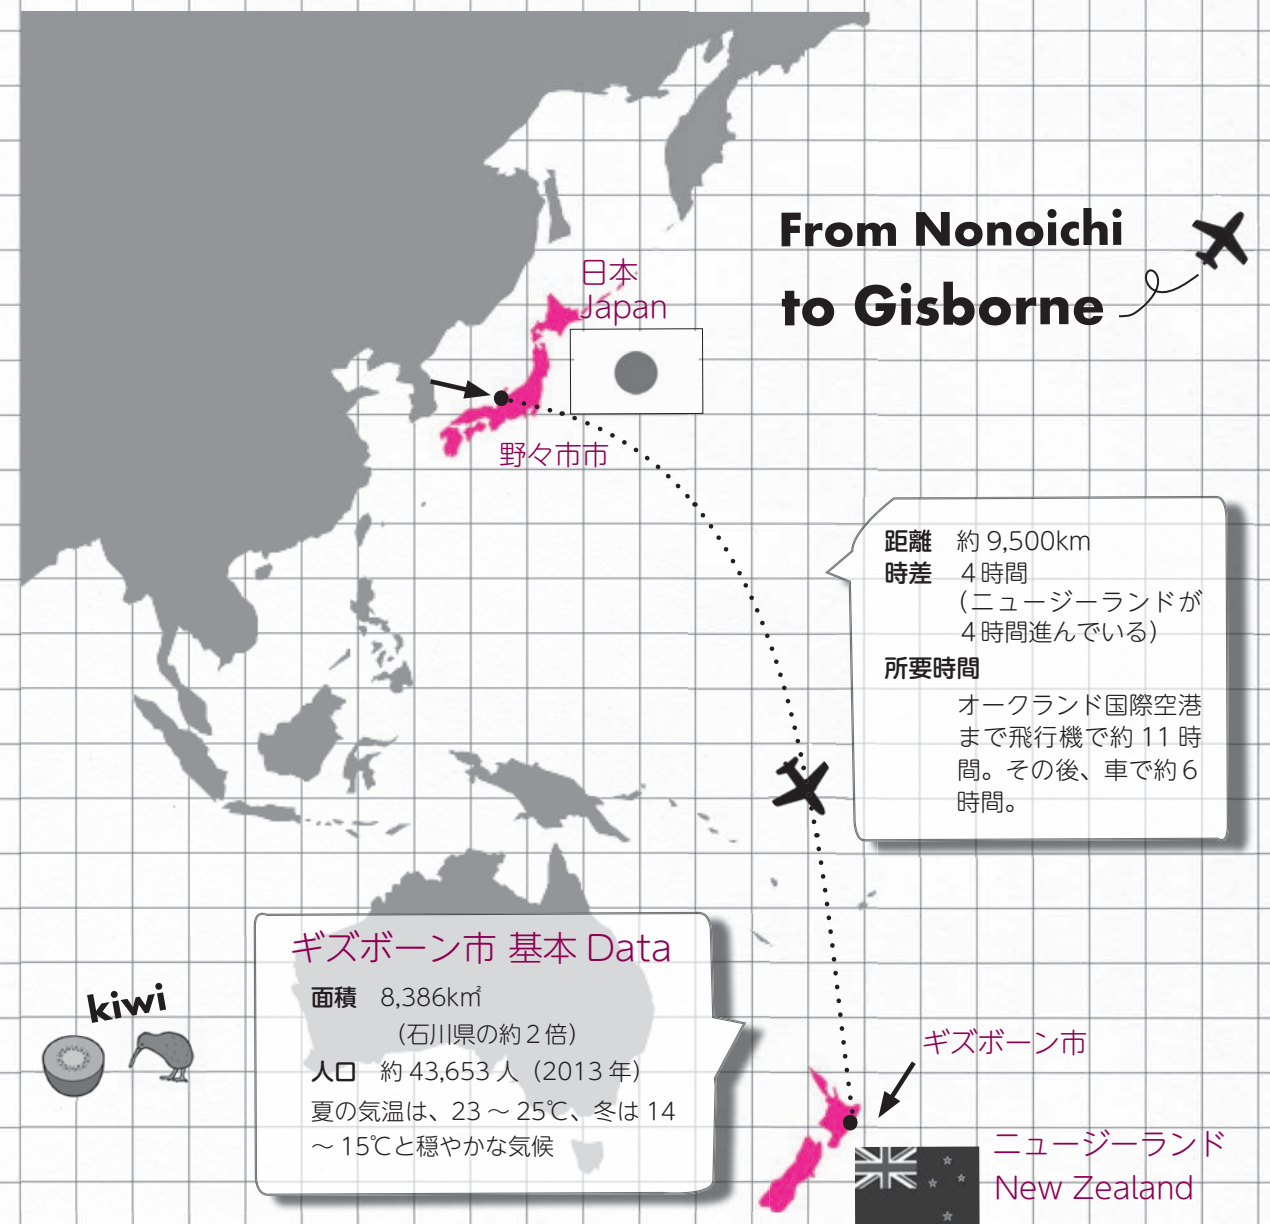 From Nonoichi
to Gisborne
日本
Japan
野々市市
距離 約 9,500km
時差 4時間
（ニュージーランドが
4時間進んでいる）
所要時間
オークランド国際空港
まで飛行機で約 11 時
間。その後、車で約6
時間。
ギズボーン市 基本 Data
面積 8,386k㎡
（石川県の約2倍）
人口 約 43,653 人（2013 年）
夏の気温は、23 ～ 25℃、冬は 14
～ 15℃と穏やかな気候
kiwi
ギズボーン市
ニュージーランド
New Zealand